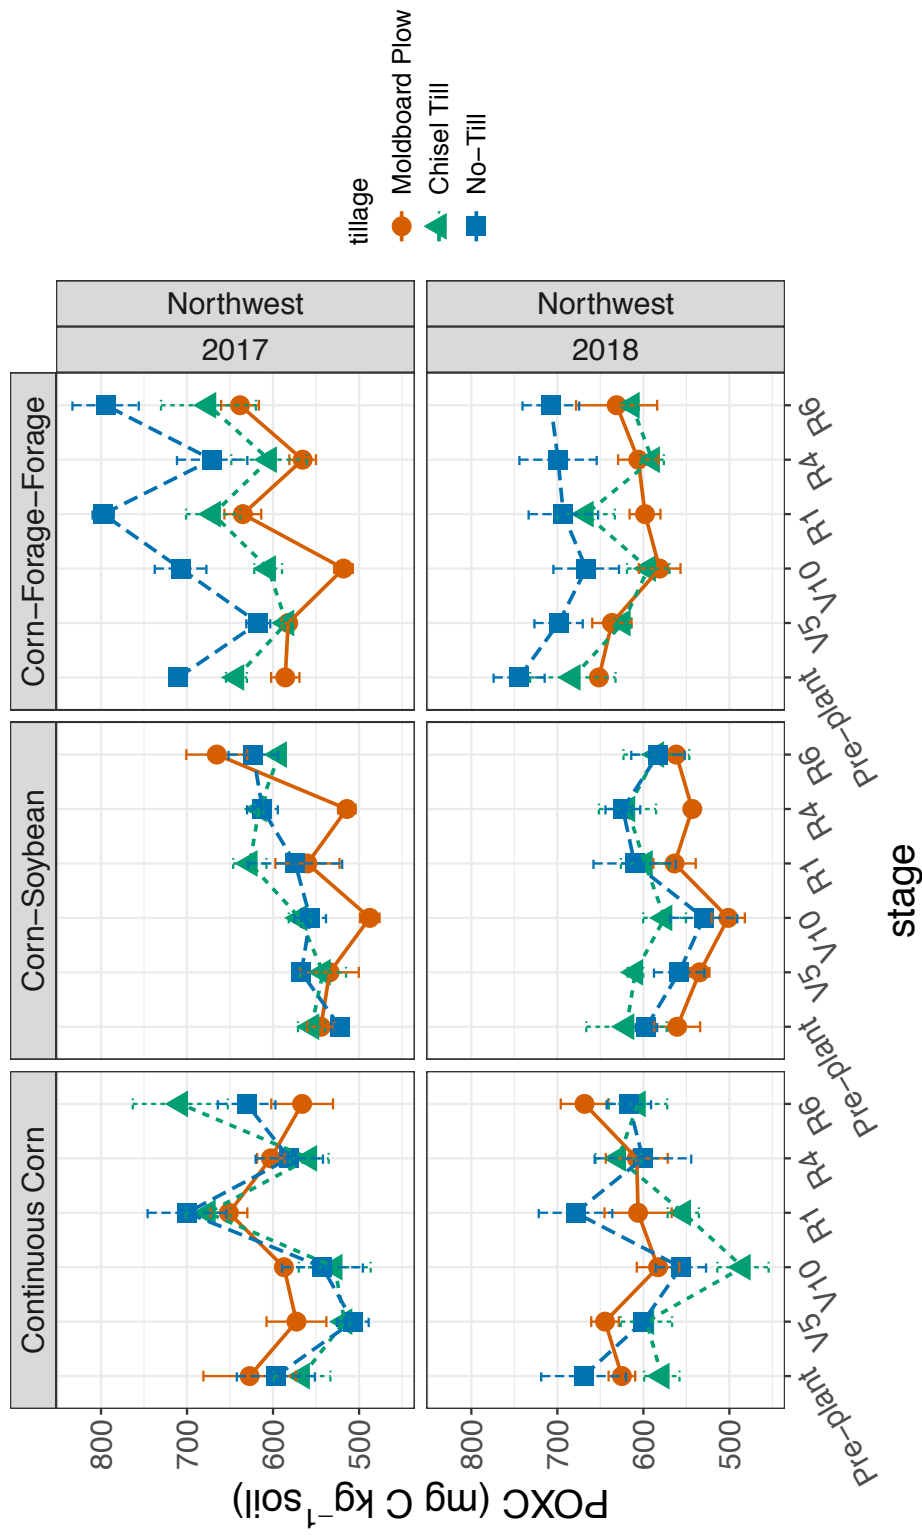 Continuous Corn
Corn−Soybean
Corn−Forage−Forage
2017
Northwest
2018
Northwest
800
700
600
500
800
700
600
500
Pre−plant V5 V10 R1 R4 R6
Pre−plant V5 V10 R1 R4 R6
Pre−plant V5 V10 R1 R4 R6
stage
POXC (mg C kg⁻¹soil)
tillage
Moldboard Plow
Chisel Till
No−Till